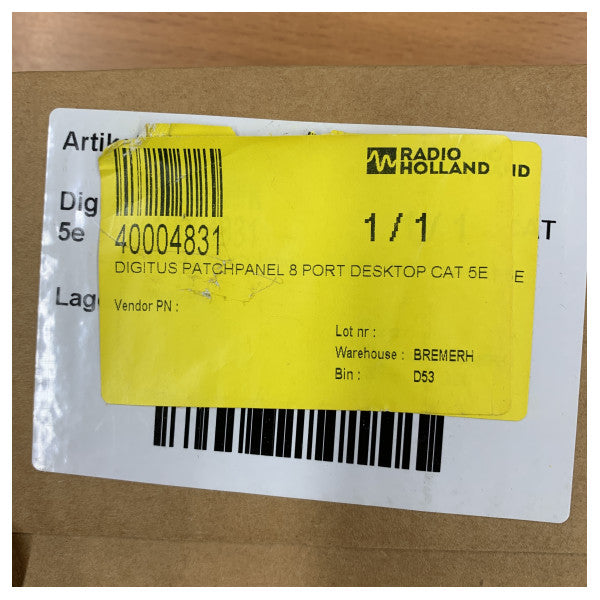 Artik
RADIO
HOLLAND
ND
Dig
5e
40004831
1 / 1
AT
DIGITUS PATCHPANEL 8 PORT DESKTOP CAT 5E
E
Lag
Vendor PN :
Lot nr :
Warehouse : BREMERH
Bin : D53